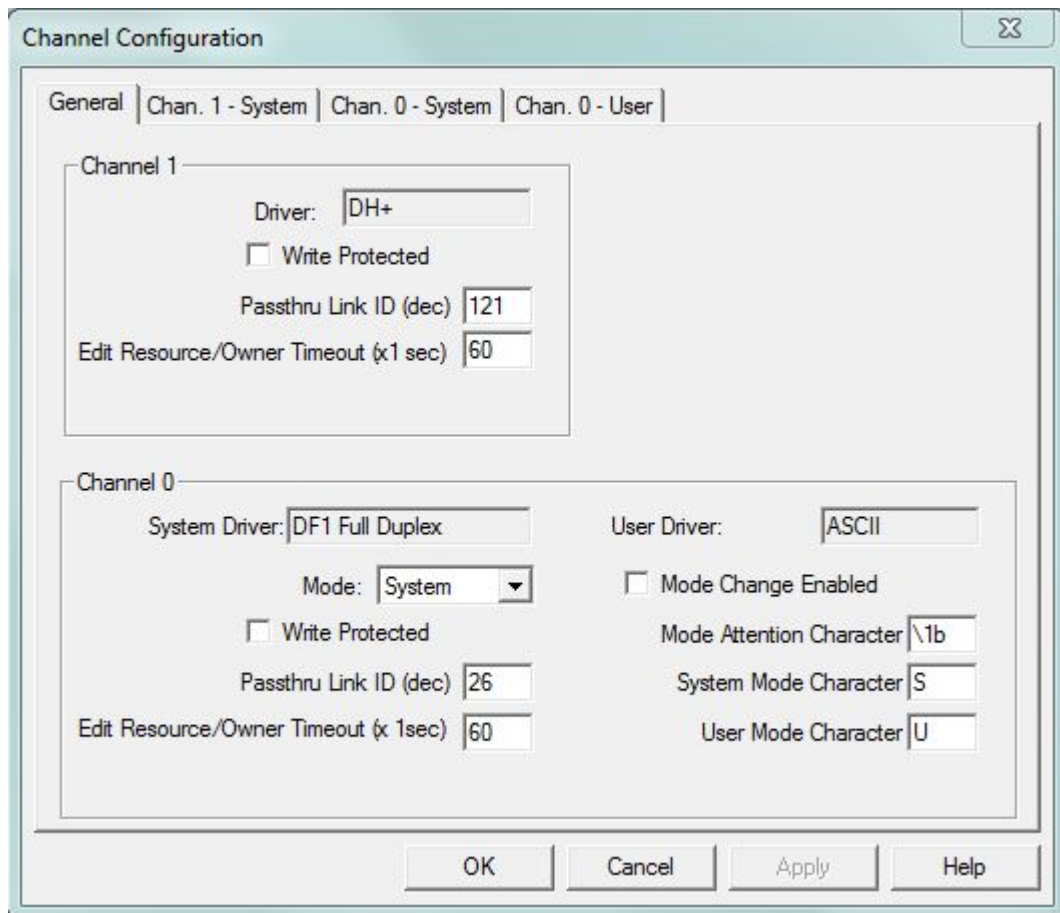 Channel Configuration
General Chan. 1 - System Chan. 0 - System Chan. 0 - User
Channel 1
Driver: DH+
Write Protected
Passthru Link ID (dec) 121
Edit Resource/Owner Timeout (x1 sec) 60
Channel 0
System Driver: DF1 Full Duplex User Driver: ASCII
Mode: System Mode Change Enabled
Write Protected Mode Attention Character \1b
Passthru Link ID (dec) 26 System Mode Character S
Edit Resource/Owner Timeout (x 1sec) 60 User Mode Character U
OK Cancel Apply Help